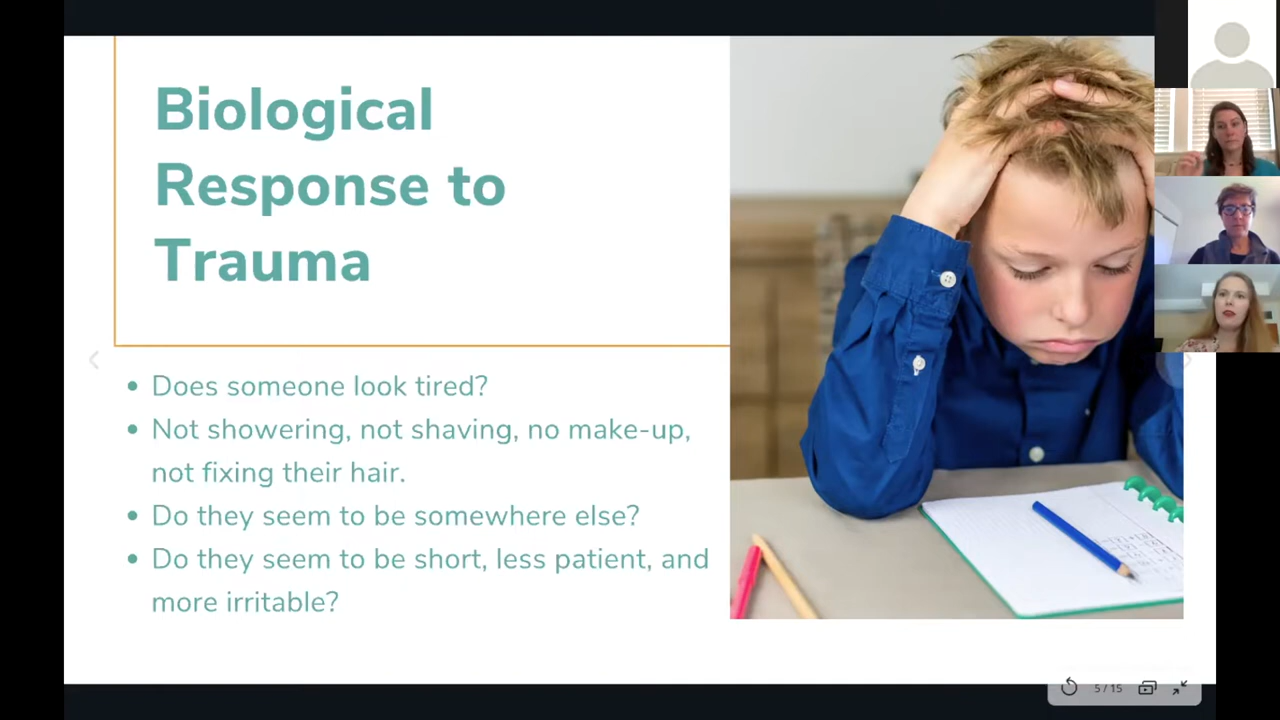 Biological
Response to
Trauma
• Does someone look tired?
• Not showering, not shaving, no make-up,
not fixing their hair.
• Do they seem to be somewhere else?
• Do they seem to be short, less patient, and
more irritable?
5 / 15